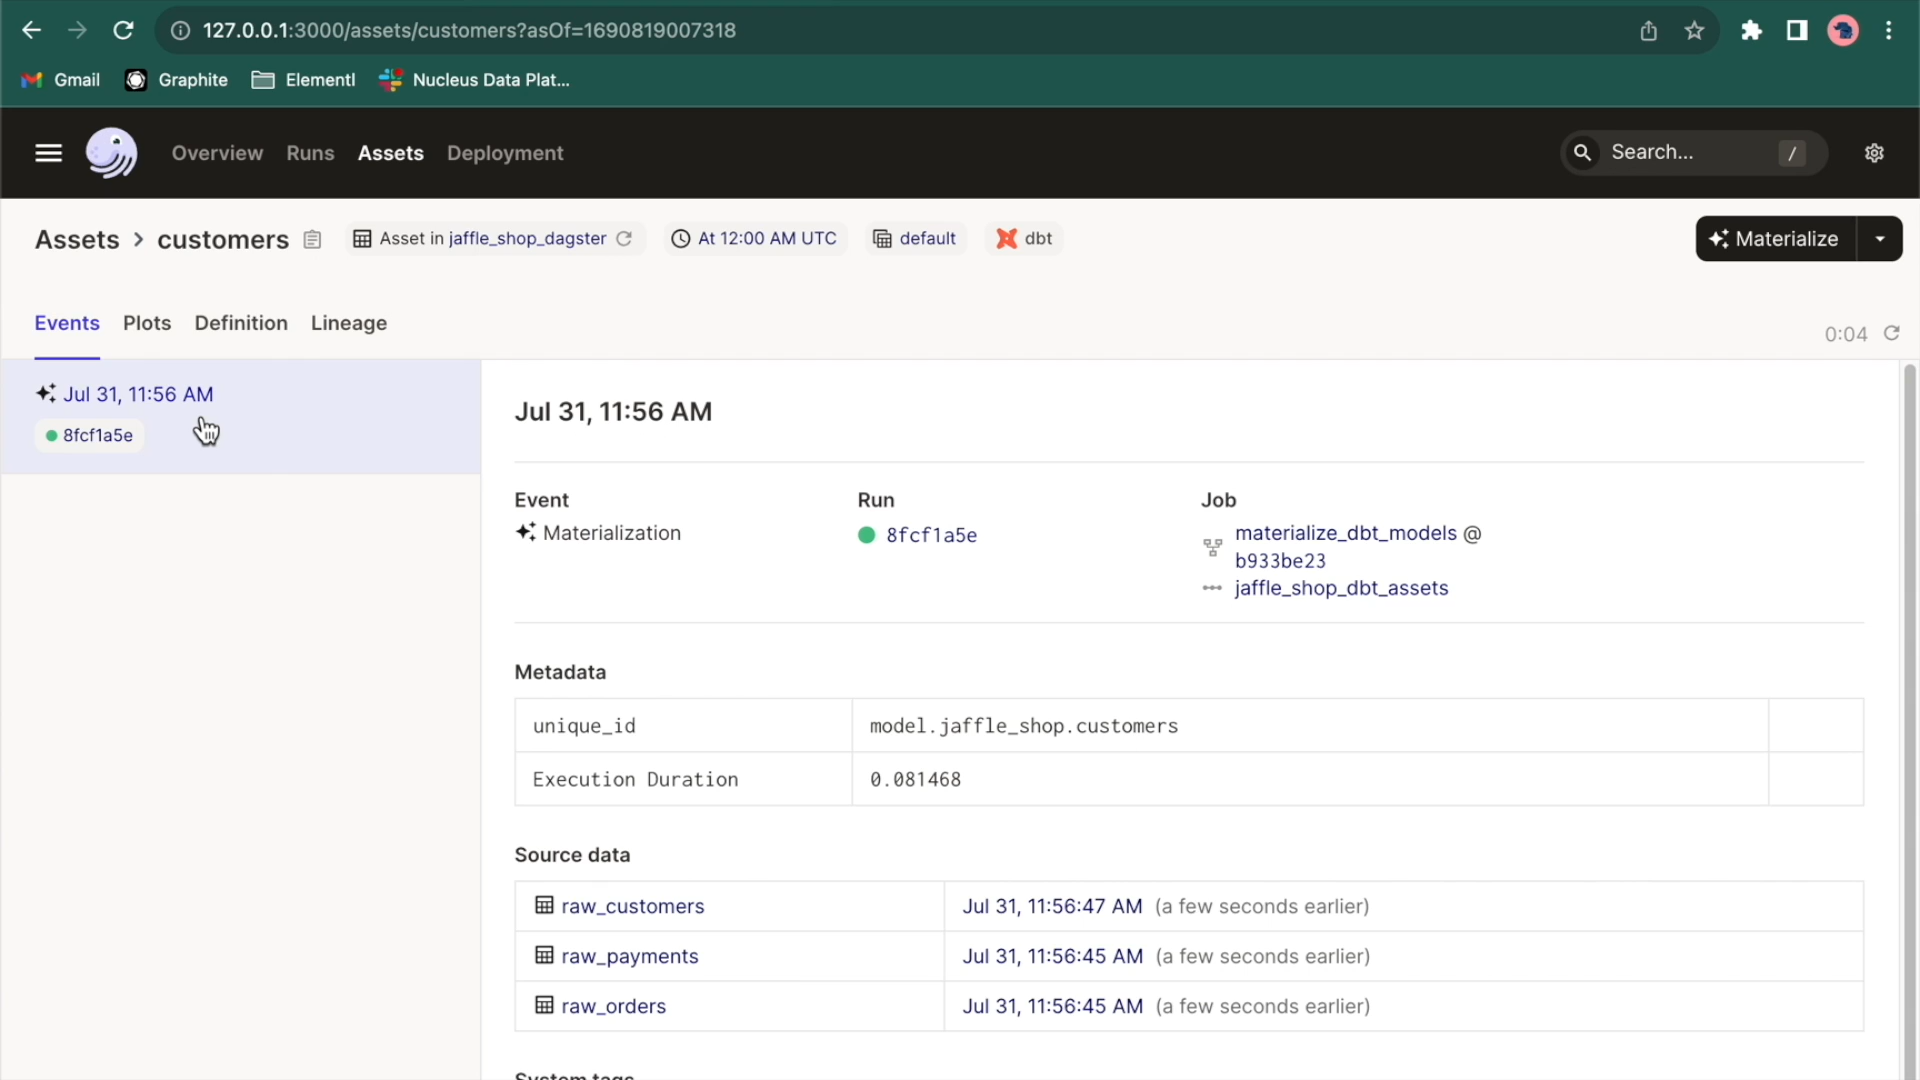 127.0.0.1:3000/assets/customers?asOf=1690819007318
Gmail Graphite Elementl Nucleus Data Plat...
Overview Runs Assets Deployment Search... /
Assets > customers Asset in jaffle_shop_dagster At 12:00 AM UTC default dbt Materialize
Events Plots Definition Lineage 0:04
Jul 31, 11:56 AM
8fcf1a5e
Jul 31, 11:56 AM
Event Run Job
Materialization 8fcf1a5e materialize_dbt_models @
b933be23
jaffle_shop_dbt_assets
Metadata
unique_id model.jaffle_shop.customers
Execution Duration 0.081468
Source data
raw_customers Jul 31, 11:56:47 AM (a few seconds earlier)
raw_payments Jul 31, 11:56:45 AM (a few seconds earlier)
raw_orders Jul 31, 11:56:45 AM (a few seconds earlier)
System tags